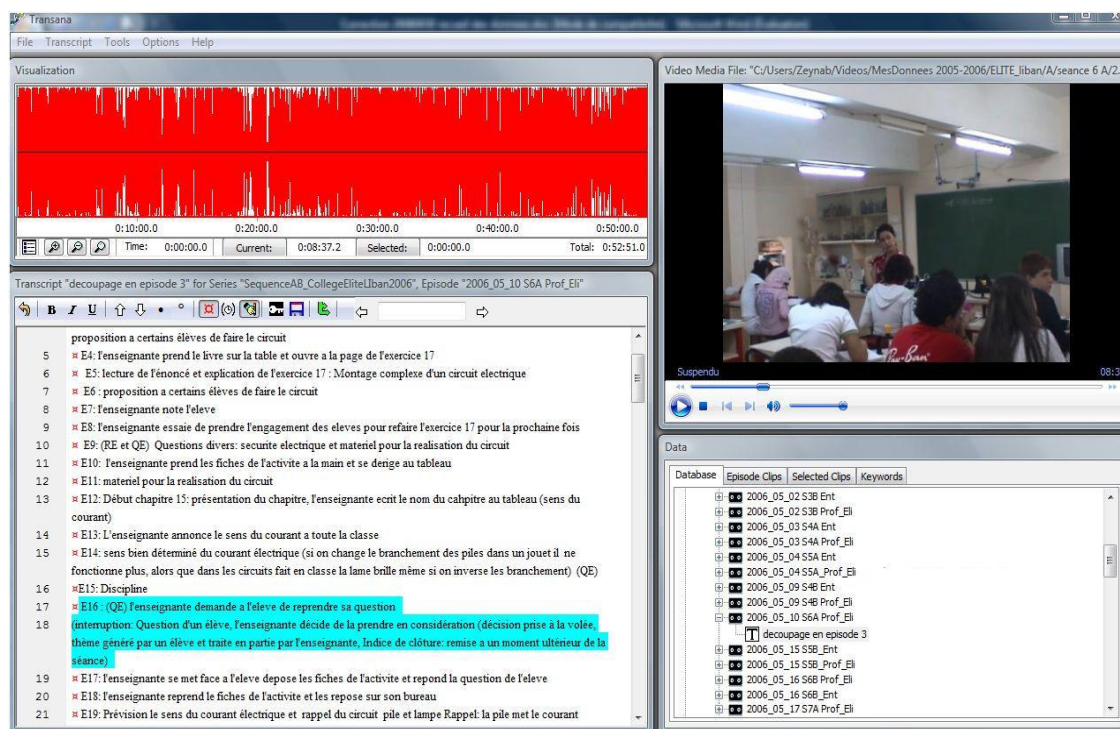 Transana
File Transcript Tools Options Help
Visualization
0:10:00.0 0:20:00.0 0:30:00.0 0:40:00.0 0:50:00.0
Time: 0:00:00.0 Current: 0:08:37.2 Selected: 0:00:00.0 Total: 0:52:51.0
Transcript "decoupage en episode 3" for Series "SequenceAB_CollegeEliteLIban2006", Episode "2006_05_10 S6A Prof_Eli"
B I U
proposition a certains élèves de faire le circuit
5 ¤ E4: l'enseignante prend le livre sur la table et ouvre a la page de l'exercice 17
6 ¤ E5: lecture de l'énoncé et explication de l'exercice 17 : Montage complexe d'un circuit electrique
7 ¤ E6 : proposition a certains élèves de faire le circuit
8 ¤ E7: l'enseignante note l'eleve
9 ¤ E8: l'enseignante essaie de prendre l'engagement des eleves pour refaire l'exercice 17 pour la prochaine fois
10 ¤ E9: (RE et QE) Questions divers: securite electrique et materiel pour la realisation du circuit
11 ¤ E10: l'enseignante prend les fiches de l'activite a la main et se derige au tableau
12 ¤ E11: materiel pour la realisation du circuit
13 ¤ E12: Début chapitre 15: présentation du chapitre, l'enseignante ecrit le nom du cahpitre au tableau (sens du
courant)
14 ¤ E13: L'enseignante annonce le sens du courant a toute la classe
15 ¤ E14: sens bien déterminé du courant électrique (si on change le branchement des piles dans un jouet il ne
fonctionne plus, alors que dans les circuits fait en classe la lame brille même si on inverse les branchement) (QE)
16 ¤E15: Discipline
17 ¤ E16 : (QE) l'enseignante demande a l'eleve de reprendre sa question
18 (interruption: Question d'un élève, l'enseignante décide de la prendre en considération (décision prise à la volée,
thème généré par un élève et traite en partie par l'enseignante, Indice de clôture: remise a un moment ultérieur de la
séance)
19 ¤ E17: l'enseignante se met face a l'eleve depose les fiches de l'activite et repond la question de l'eleve
20 ¤ E18: l'enseignante reprend le fiches de l'activite et les repose sur son bureau
21 ¤ E19: Prévision le sens du courant électrique et rappel du circuit pile et lampe Rappel: la pile met le courant
Video Media File: "C:/Users/Zeynab/Videos/MesDonnees 2005-2006/ELITE_liban/A/seance 6 A/2.
Ray-Ban
Suspendu 08:3
Data
Database Episode Clips Selected Clips Keywords
2006_05_02 S3B Ent
2006_05_02 S3B Prof_Eli
2006_05_03 S4A Ent
2006_05_03 S4A Prof_Eli
2006_05_04 S5A Ent
2006_05_04 S5A_Prof_Eli
2006_05_09 S4B Ent
2006_05_09 S4B Prof_Eli
2006_05_10 S6A Prof_Eli
decoupage en episode 3
2006_05_15 S5B_Ent
2006_05_15 S5B_Prof_Eli
2006_05_16 S6B Prof_Eli
2006_05_16 S6B_Ent
2006_05_17 S7A Prof_Eli